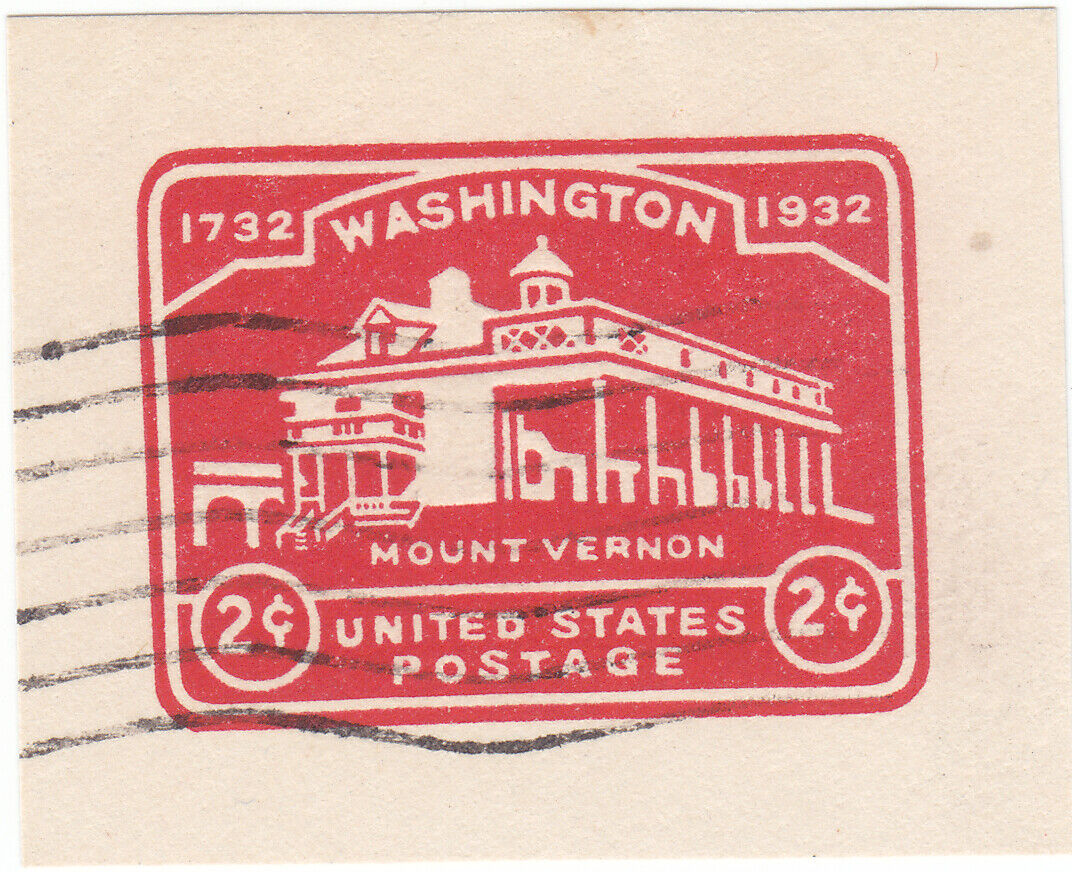 WASHINGTON
1732 1932
MOUNT VERNON
2¢ UNITED STATES 2¢
POSTAGE